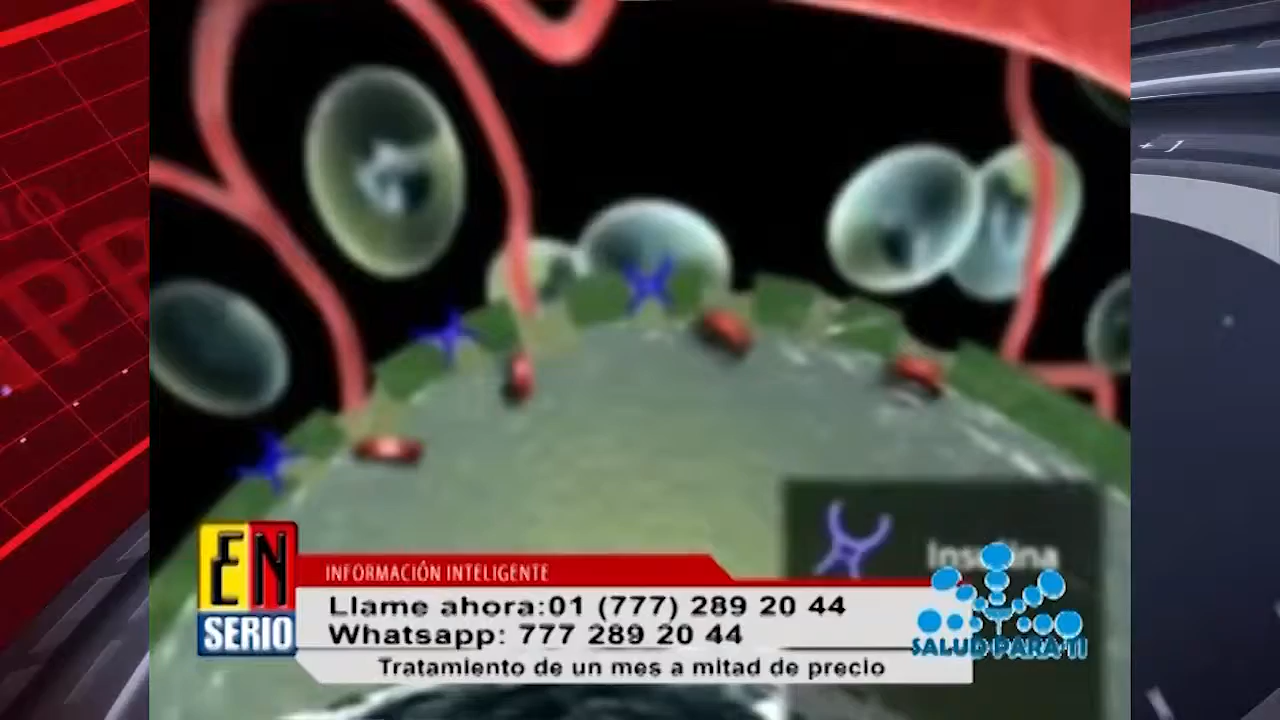 Insulina
EN
SERIO
INFORMACIÓN INTELIGENTE
Llame ahora:01 (777) 289 20 44
Whatsapp: 777 289 20 44
Tratamiento de un mes a mitad de precio
SALUD PARA TI